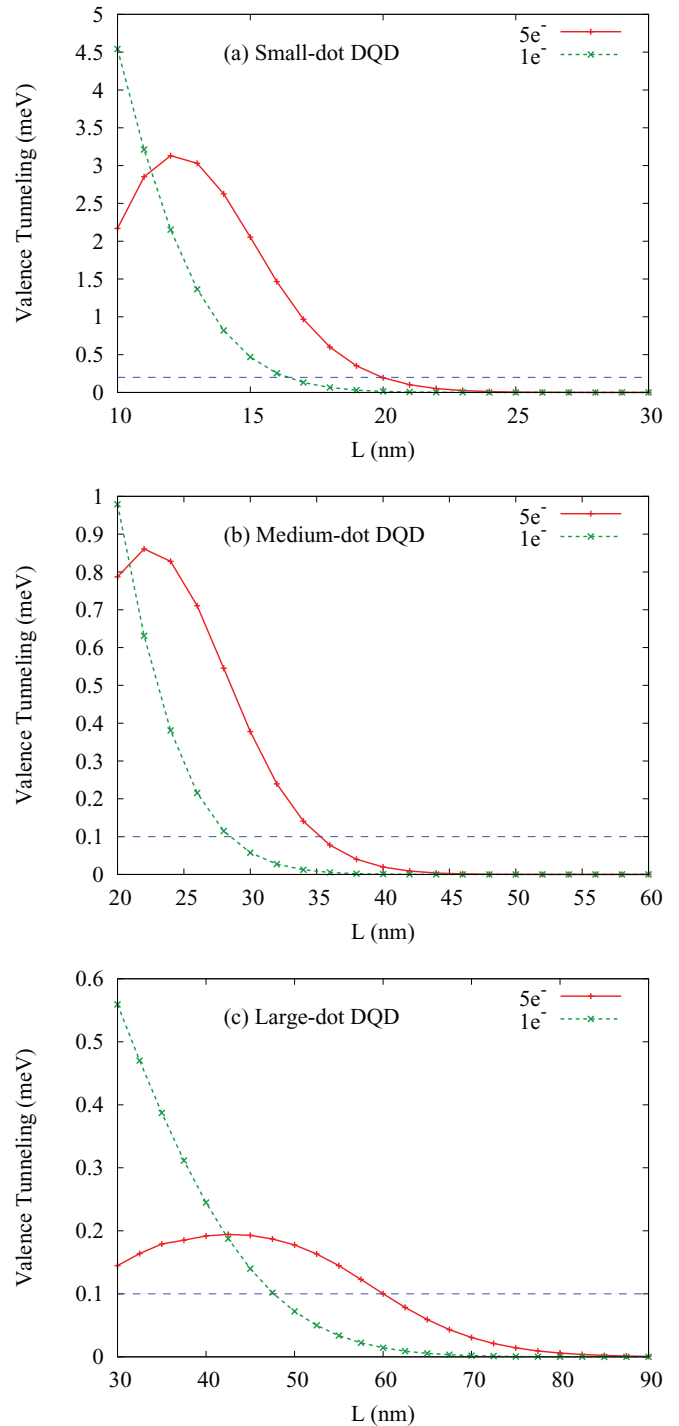 5e-
1e-
(a) Small-dot DQD
Valence Tunneling (meV)
5
4.5
4
3.5
3
2.5
2
1.5
1
0.5
0
10 15 20 25 30
L (nm)
5e-
1e-
(b) Medium-dot DQD
Valence Tunneling (meV)
1
0.9
0.8
0.7
0.6
0.5
0.4
0.3
0.2
0.1
0
20 25 30 35 40 45 50 55 60
L (nm)
5e-
1e-
(c) Large-dot DQD
Valence Tunneling (meV)
0.6
0.5
0.4
0.3
0.2
0.1
0
30 40 50 60 70 80 90
L (nm)